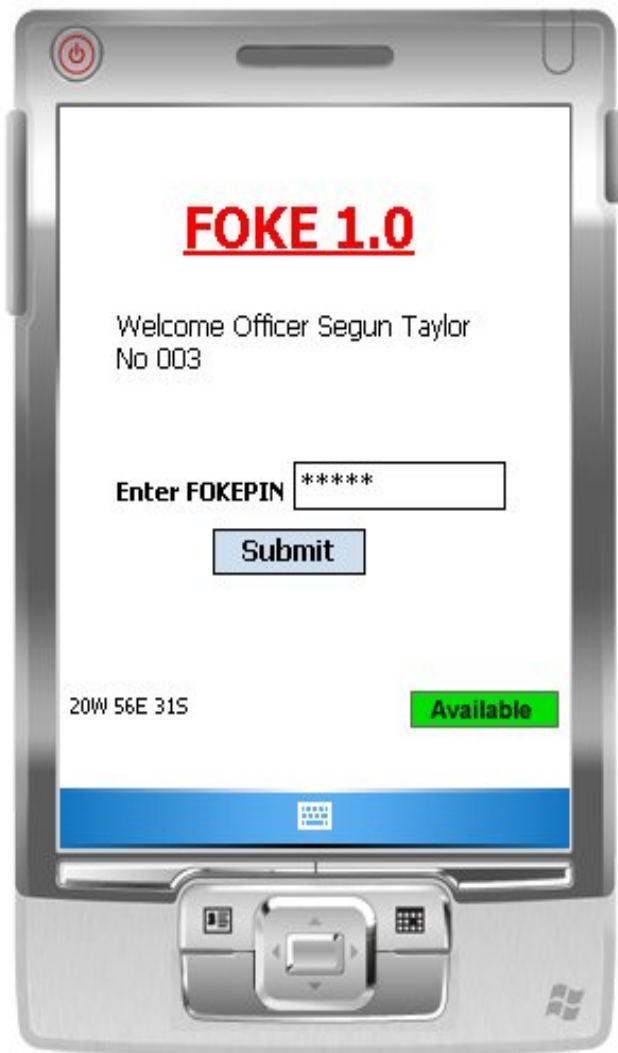 FOKE 1.0
Welcome Officer Segun Taylor
No 003
Enter FOKEPIN *****
Submit
20W 56E 31S
Available